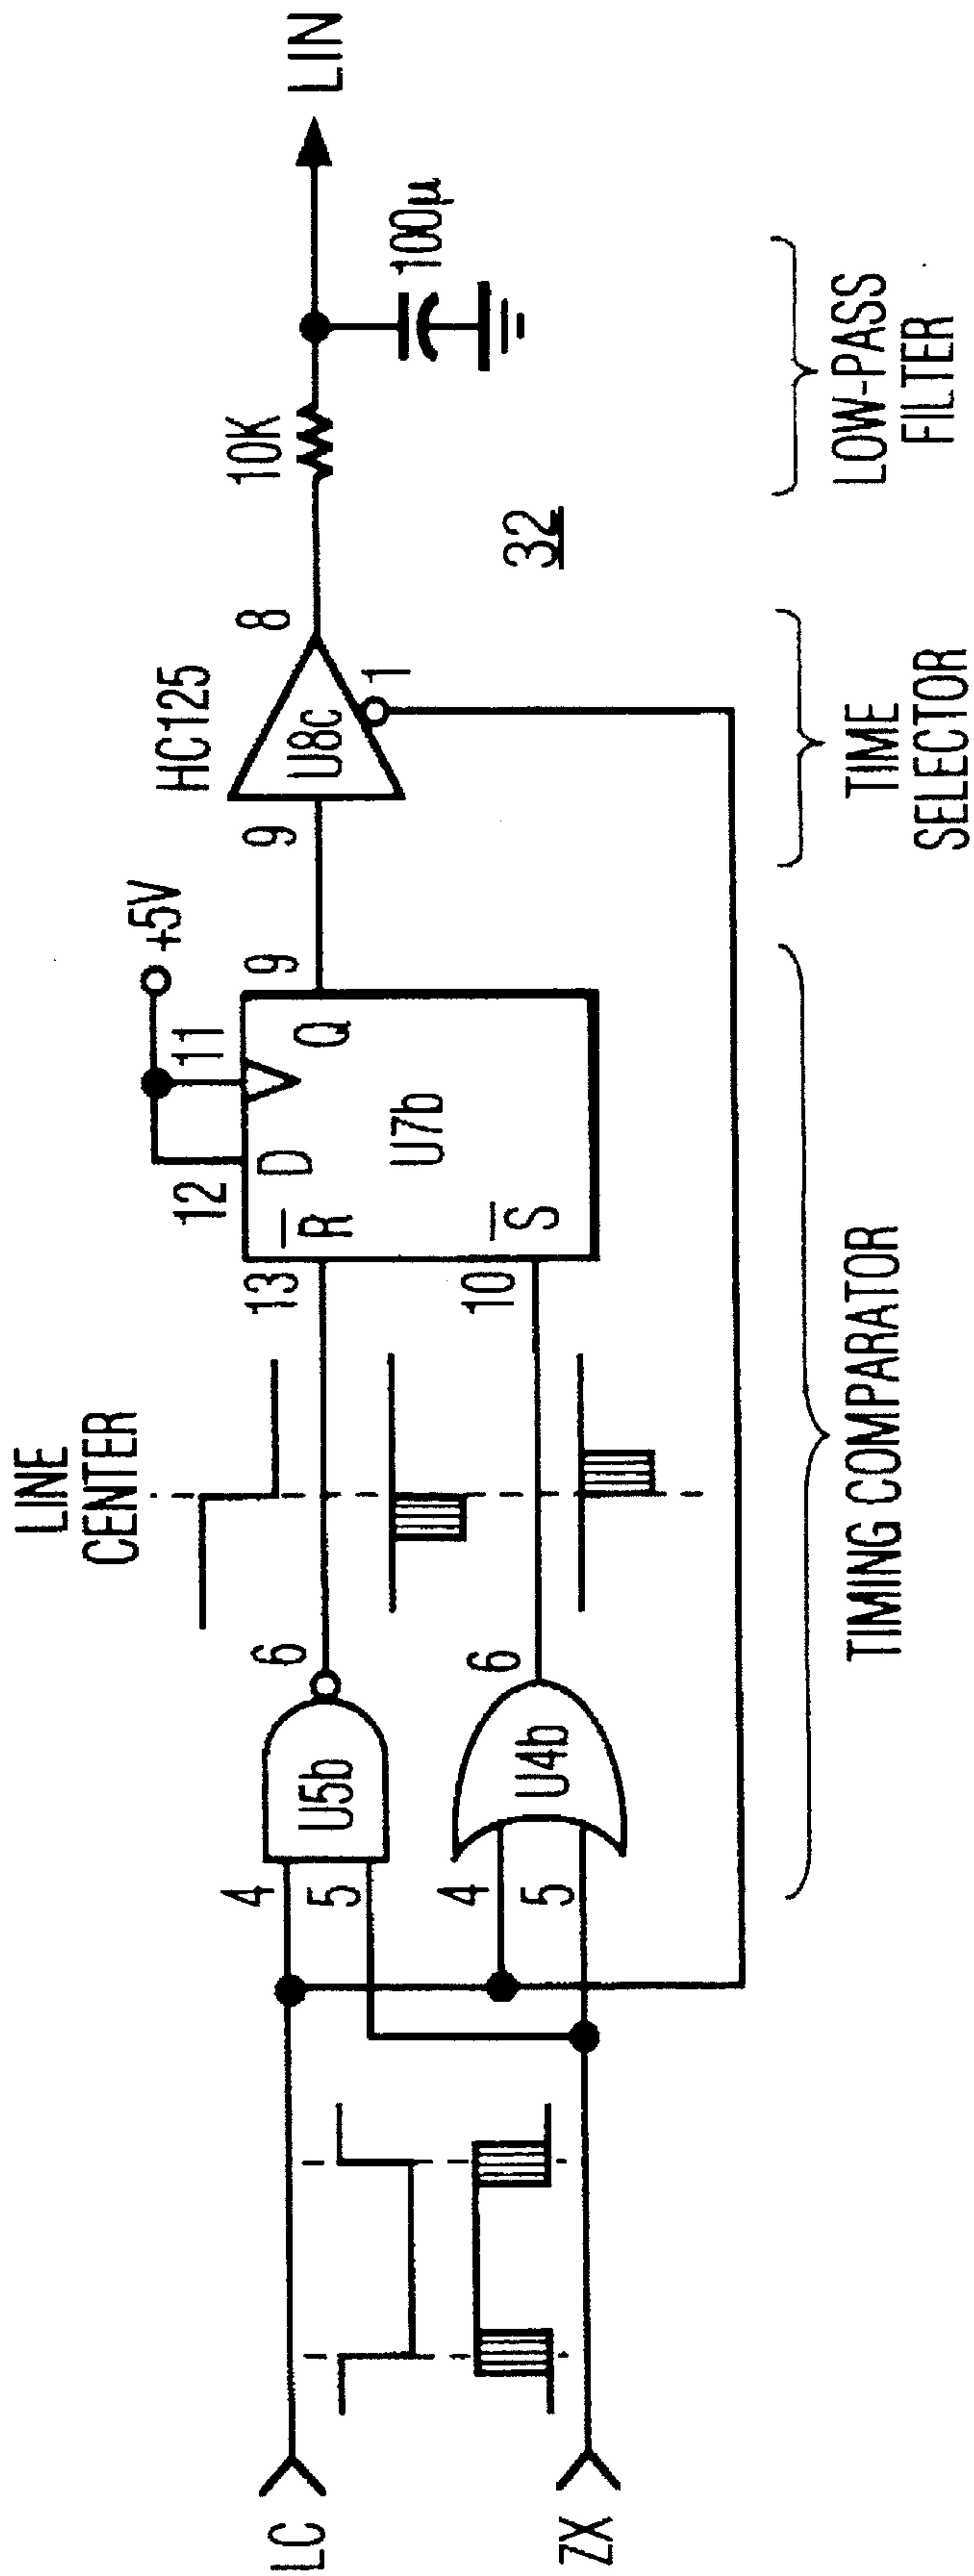 LINE
CENTER
+5V
HC125
10K
LIN
12
11
D
Q
13
R
9
9
U8c
8
1
100μ
LC
4
5
U5b
6
U7b
10
S
ZX
4
5
U4b
6
32
TIMING COMPARATOR
TIME
SELECTOR
LOW-PASS
FILTER